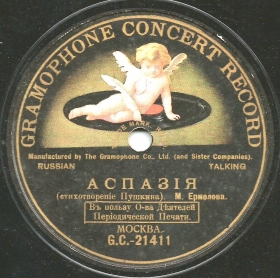 GRAMOPHONE CONCERT RECORD
E MARK.
Manufactured by The Gramophone Co., Ltd. (and Sister Companies).
RUSSIAN TALKING
АСПАЗІЯ
(стихотвореніе Пушкина). М. Ермолова.
Въ пользу О-ва Дѣятелей
Періодической Печати.
МОСКВА.
G.C.-21411